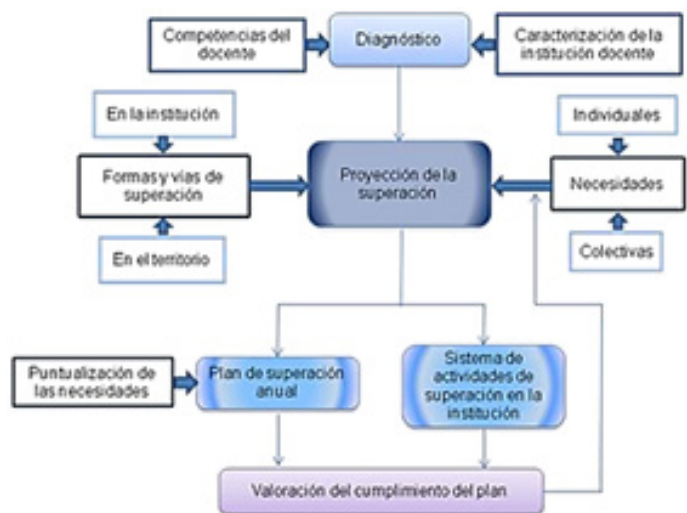 Competencias del
docente
Diagnóstico
Caracterización de la
institución docente
En la institución
Individuales
Formas y vías de
superación
Proyección de la
superación
Necesidades
En el territorio
Colectivas
Puntualización de
las necesidades
Plan de superación
anual
Sistema de
actividades de
superación en la
institución
Valoración del cumplimiento del plan